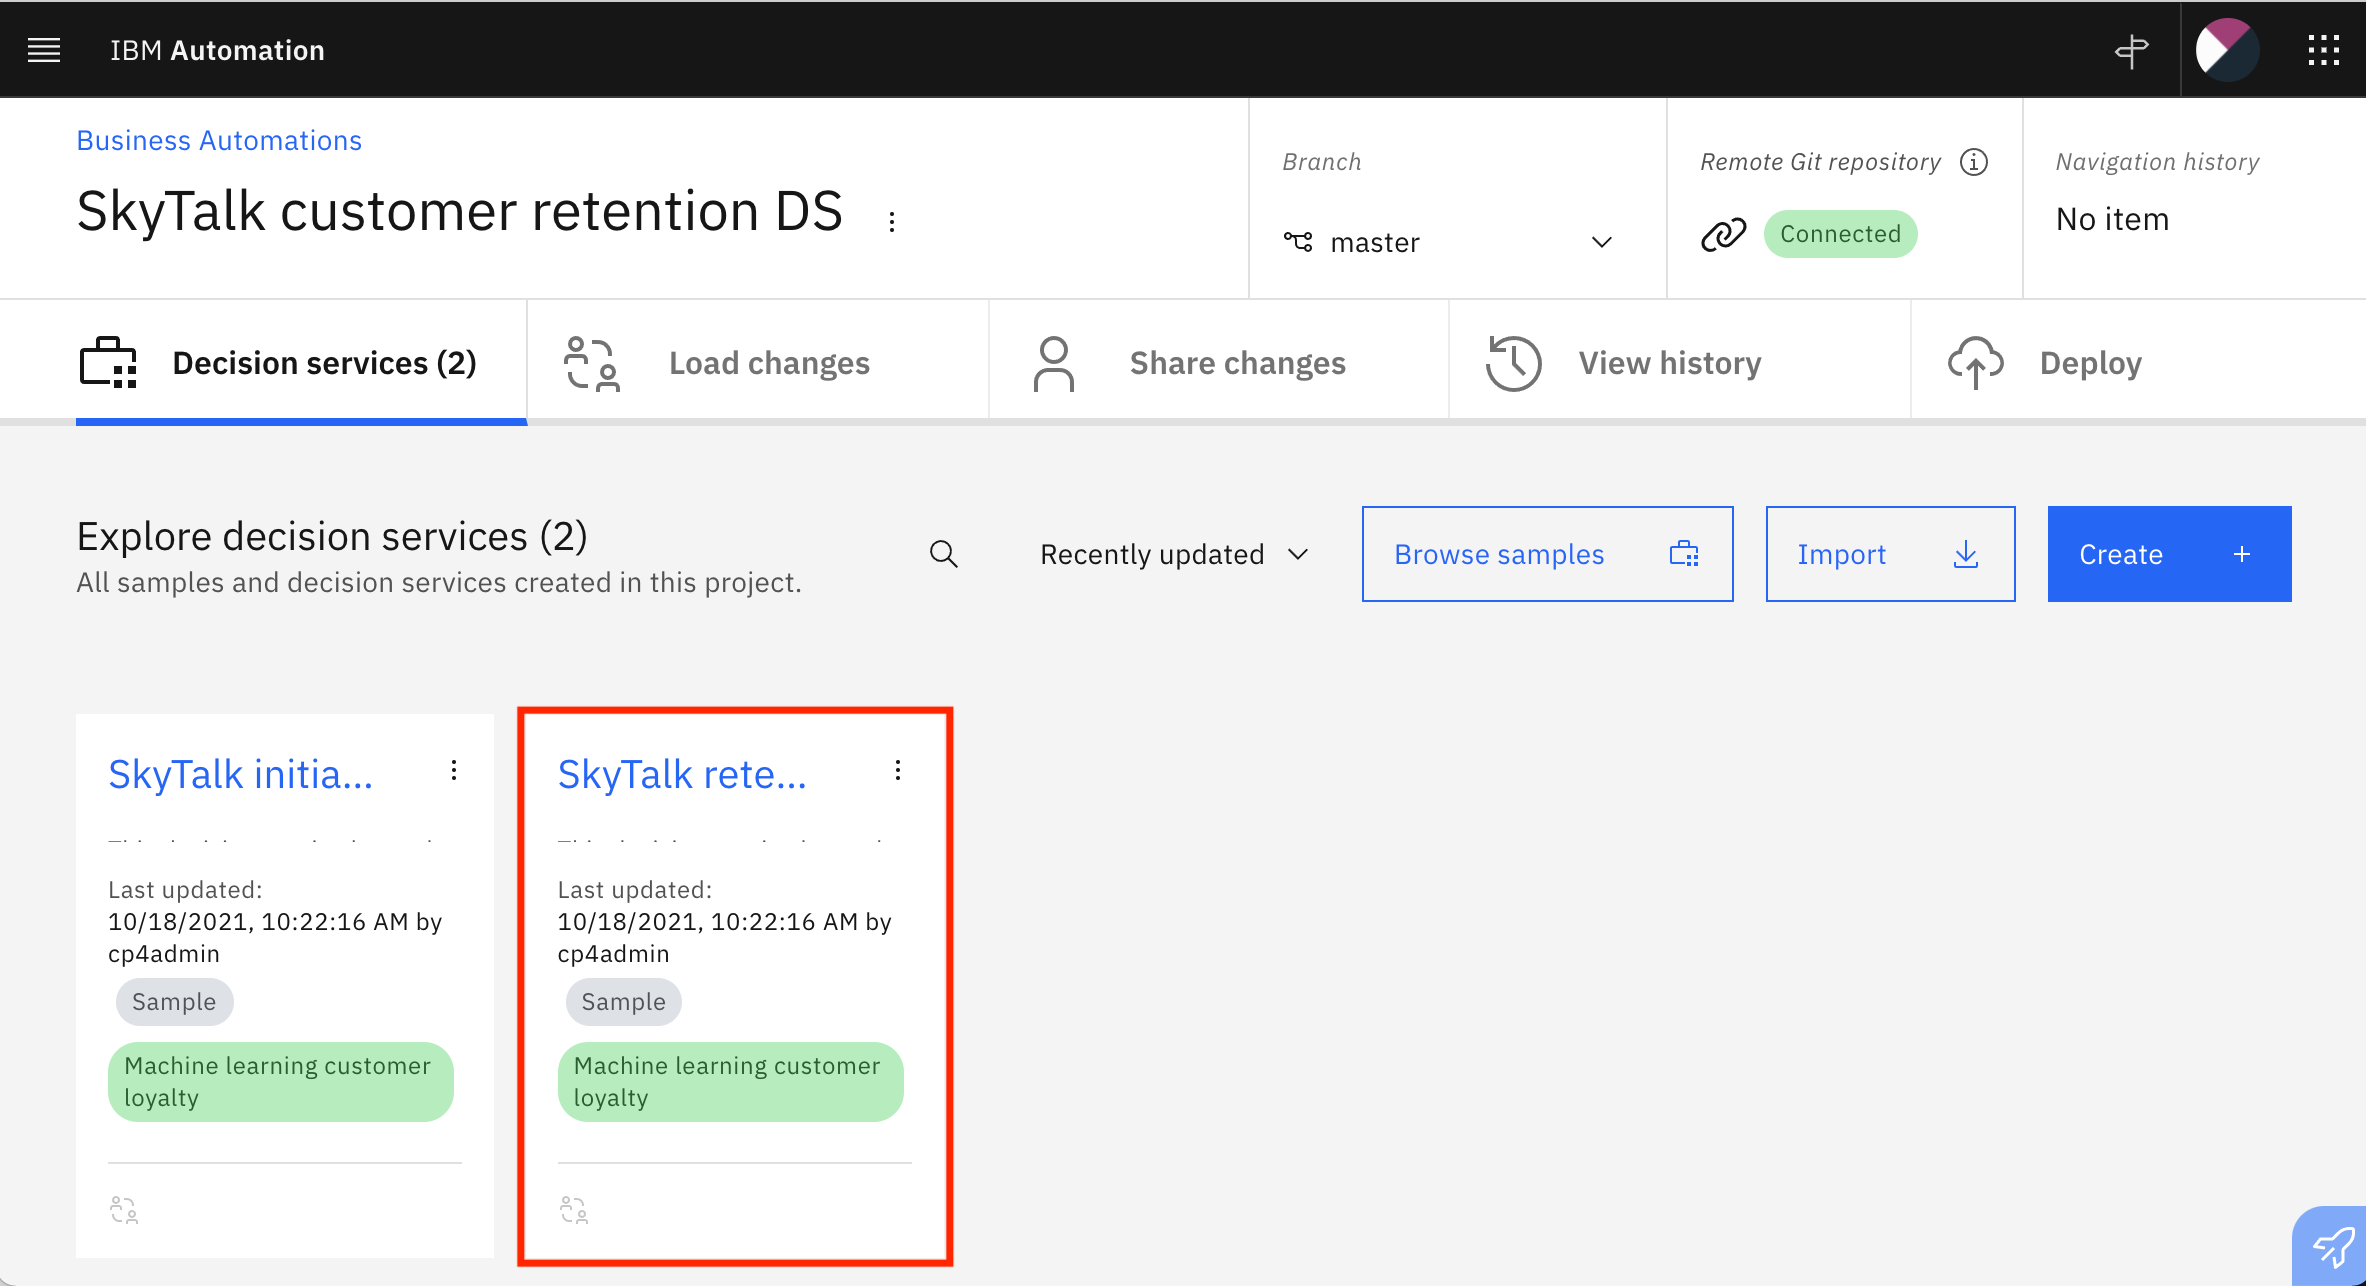 IBM Automation
Business Automations
SkyTalk customer retention DS
Branch
master
Remote Git repository
Connected
Navigation history
No item
Decision services (2)
Load changes
Share changes
View history
Deploy
Explore decision services (2)
All samples and decision services created in this project.
Recently updated
Browse samples
Import
Create
SkyTalk initia...
Last updated:
10/18/2021, 10:22:16 AM by
cp4admin
Sample
Machine learning customer
loyalty
SkyTalk rete...
Last updated:
10/18/2021, 10:22:16 AM by
cp4admin
Sample
Machine learning customer
loyalty